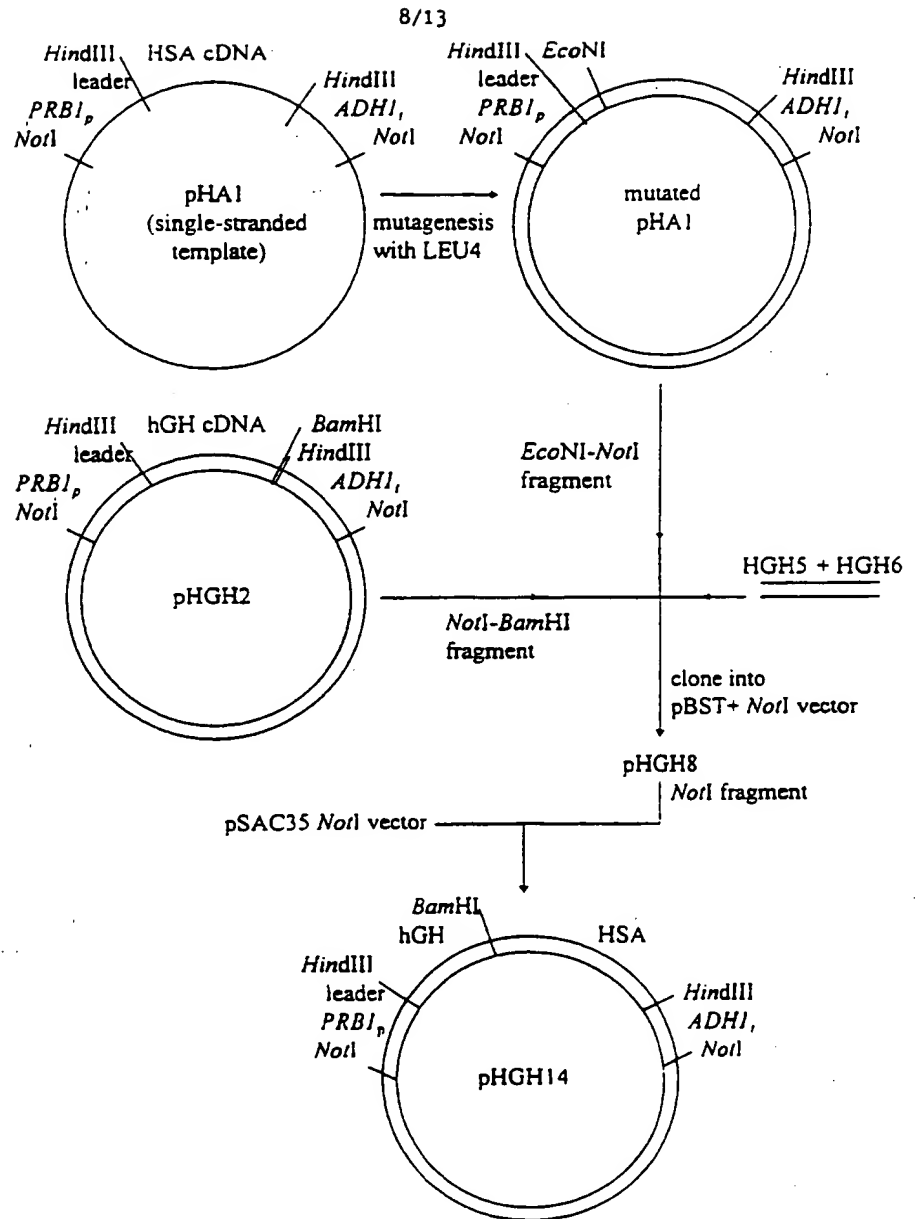 8/13
HindIII HSA cDNA
leader
PRB1p
NotI
HindIII
ADH1t
NotI
pHA1
(single-stranded
template)
mutagenesis
with LEU4
HindIII EcoNI
leader
PRB1p
NotI
HindIII
ADH1t
NotI
mutated
pHA1
HindIII hGH cDNA
leader
PRB1p
NotI
BamHI
HindIII
ADH1t
NotI
pHGH2
EcoNI-NotI
fragment
HGH5 + HGH6
NotI-BamHI
fragment
clone into
pBST+ NotI vector
pHGH8
NotI fragment
pSAC35 NotI vector
BamHI
hGH
HSA
HindIII
leader
PRB1p
NotI
HindIII
ADH1t
NotI
pHGH14